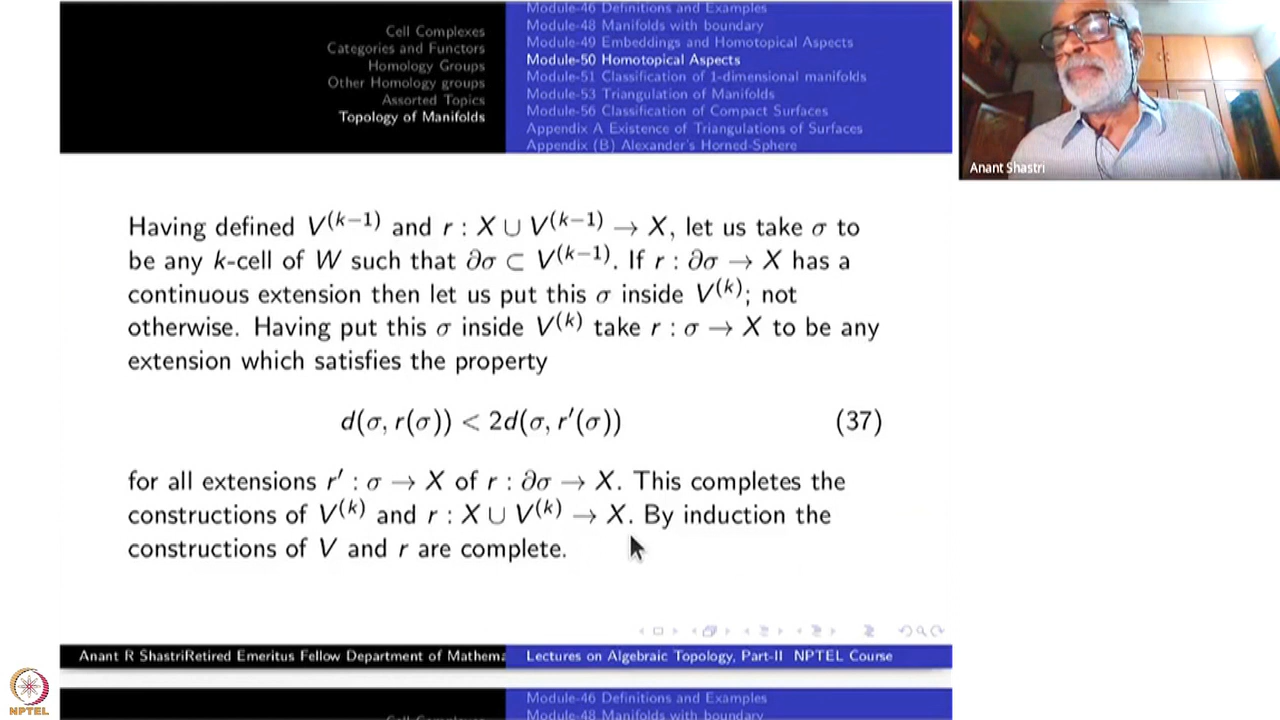 Cell Complexes
Categories and Functors
Homology Groups
Other Homology groups
Assorted Topics
Topology of Manifolds
Module-46 Definitions and Examples
Module-48 Manifolds with boundary
Module-49 Embeddings and Homotopical Aspects
Module-50 Homotopical Aspects
Module-51 Classification of 1-dimensional manifolds
Module-53 Triangulation of Manifolds
Module-56 Classification of Compact Surfaces
Appendix A Existence of Triangulations of Surfaces
Appendix (B) Alexander's Horned-Sphere
Anant Shastri
Having defined V^(k−1) and r : X ∪ V^(k−1) → X, let us take σ to
be any k-cell of W such that ∂σ ⊂ V^(k−1). If r : ∂σ → X has a
continuous extension then let us put this σ inside V^(k); not
otherwise. Having put this σ inside V^(k) take r : σ → X to be any
extension which satisfies the property
d(σ, r(σ)) < 2d(σ, r′(σ)) (37)
for all extensions r′ : σ → X of r : ∂σ → X. This completes the
constructions of V^(k) and r : X ∪ V^(k) → X. By induction the
constructions of V and r are complete.
Anant R ShastriRetired Emeritus Fellow Department of Mathema
Lectures on Algebraic Topology, Part-II NPTEL Course
NPTEL
Cell Complexes
Module-46 Definitions and Examples
Module-48 Manifolds with boundary